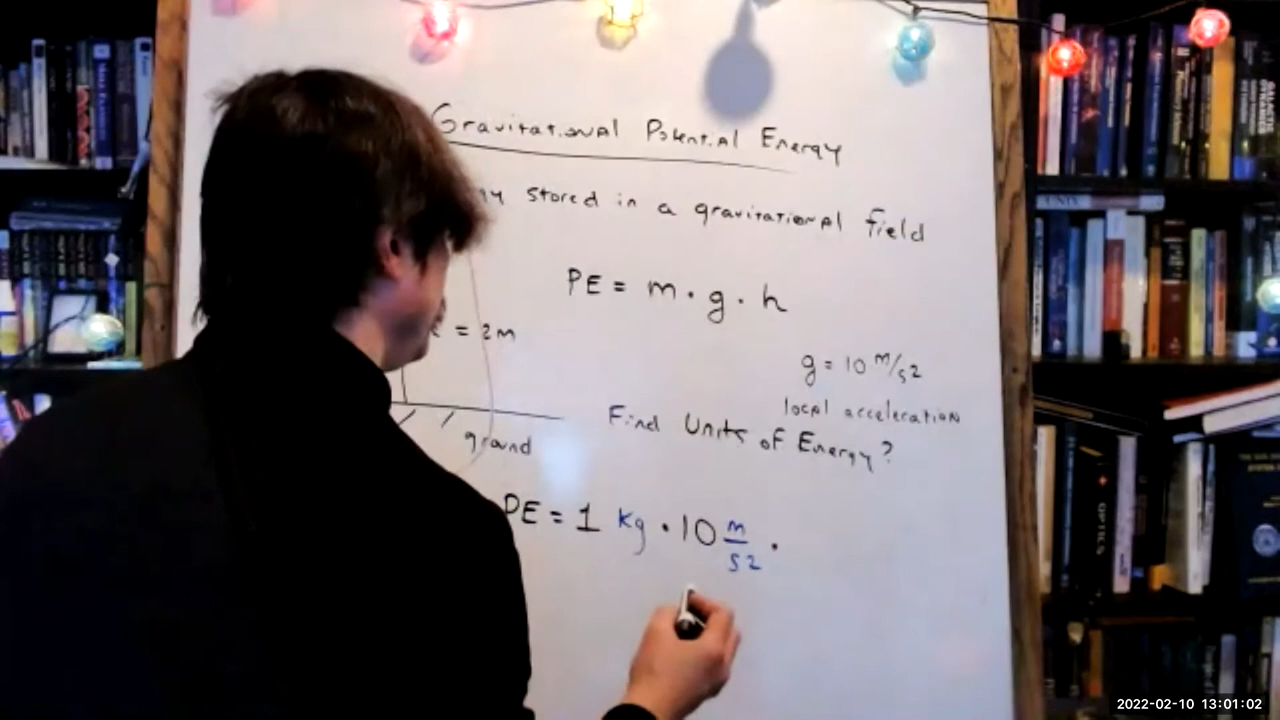 Gravitational Potential Energy
stored in a gravitational field
PE = m · g · h
= 2m
g = 10 m/s2
local acceleration
Find Units of Energy?
ground
PE = 1 kg · 10 m/s2 ·
OPTICS
2022-02-10 13:01:02